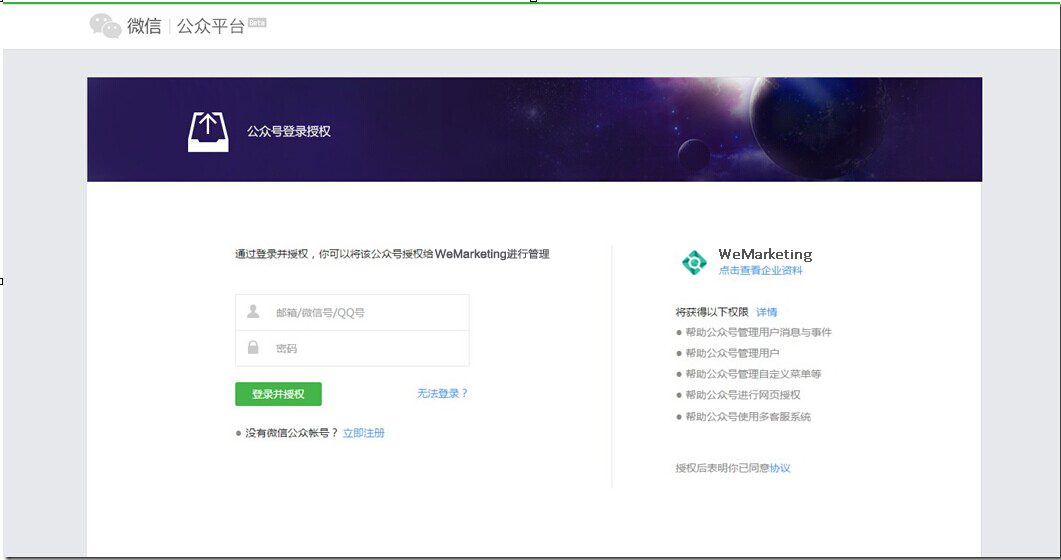 微信 | 公众平台 Beta
公众号登录授权
通过登录并授权，你可以将该公众号授权给WeMarketing进行管理
邮箱/微信号/QQ号
密码
登录并授权 无法登录？
● 没有微信公众帐号？ 立即注册
WeMarketing
点击查看企业资料
将获得以下权限 详情
● 帮助公众号管理用户消息与事件
● 帮助公众号管理用户
● 帮助公众号管理自定义菜单等
● 帮助公众号进行网页授权
● 帮助公众号使用多客服系统
授权后表明你已同意协议